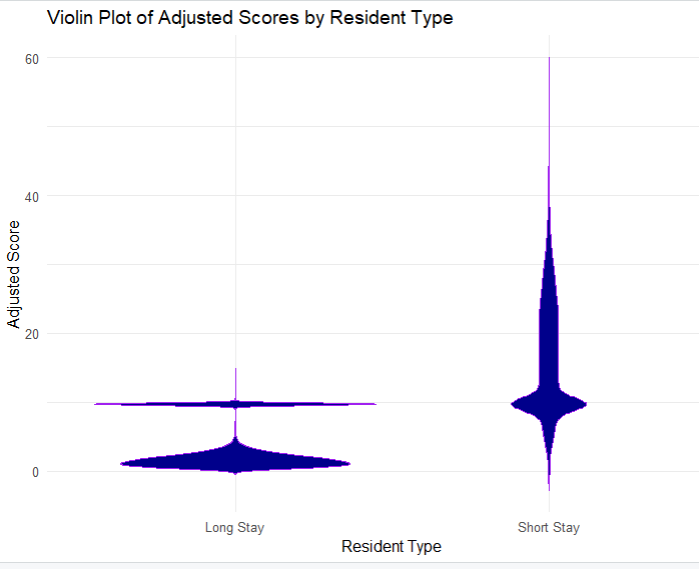 Violin Plot of Adjusted Scores by Resident Type
60
40
20
0
Adjusted Score
Long Stay
Short Stay
Resident Type